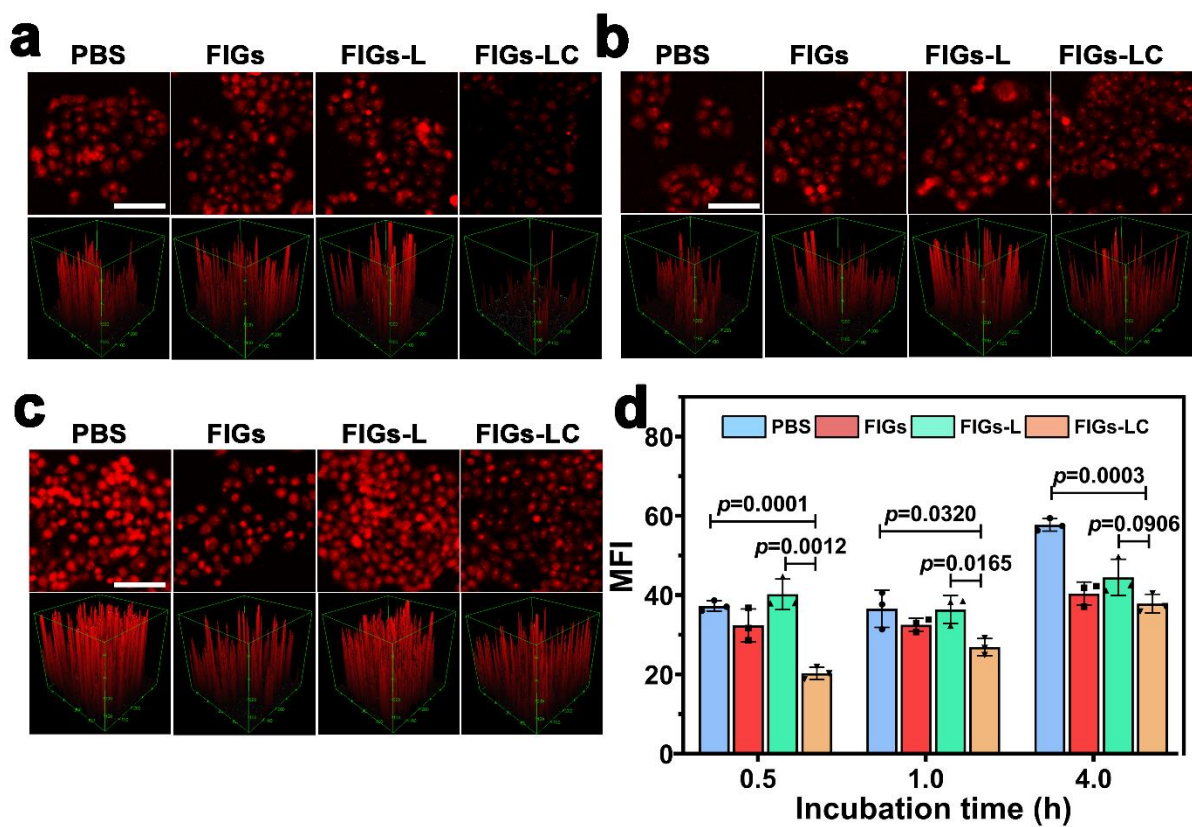 a
PBS FIGs FIGs-L FIGs-LC
b
PBS FIGs FIGs-L FIGs-LC
c
PBS FIGs FIGs-L FIGs-LC
d
PBS FIGs FIGs-L FIGs-LC
80
60
40
20
0
MFI
p=0.0001
p=0.0012
p=0.0320
p=0.0165
p=0.0003
p=0.0906
0.5 1.0 4.0
Incubation time (h)